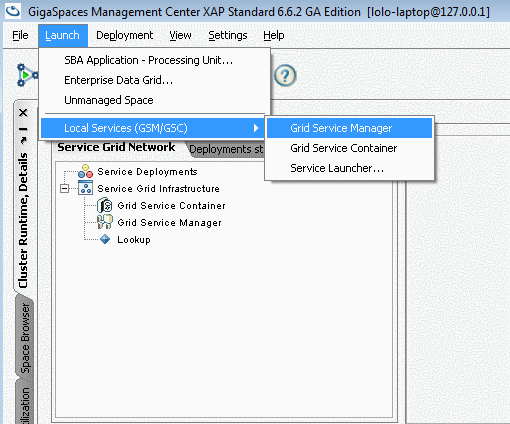 GigaSpaces Management Center XAP Standard 6.6.2 GA Edition [lolo-laptop@127.0.0.1]
File Launch Deployment View Settings Help
SBA Application - Processing Unit...
Enterprise Data Grid...
Unmanaged Space
Local Services (GSM/GSC)
Grid Service Manager
Grid Service Container
Service Launcher...
Service Grid Network
Deployments st
Service Deployments
Service Grid Infrastructure
Grid Service Container
Grid Service Manager
Lookup
Cluster Runtime, Details
Space Browser
ilization